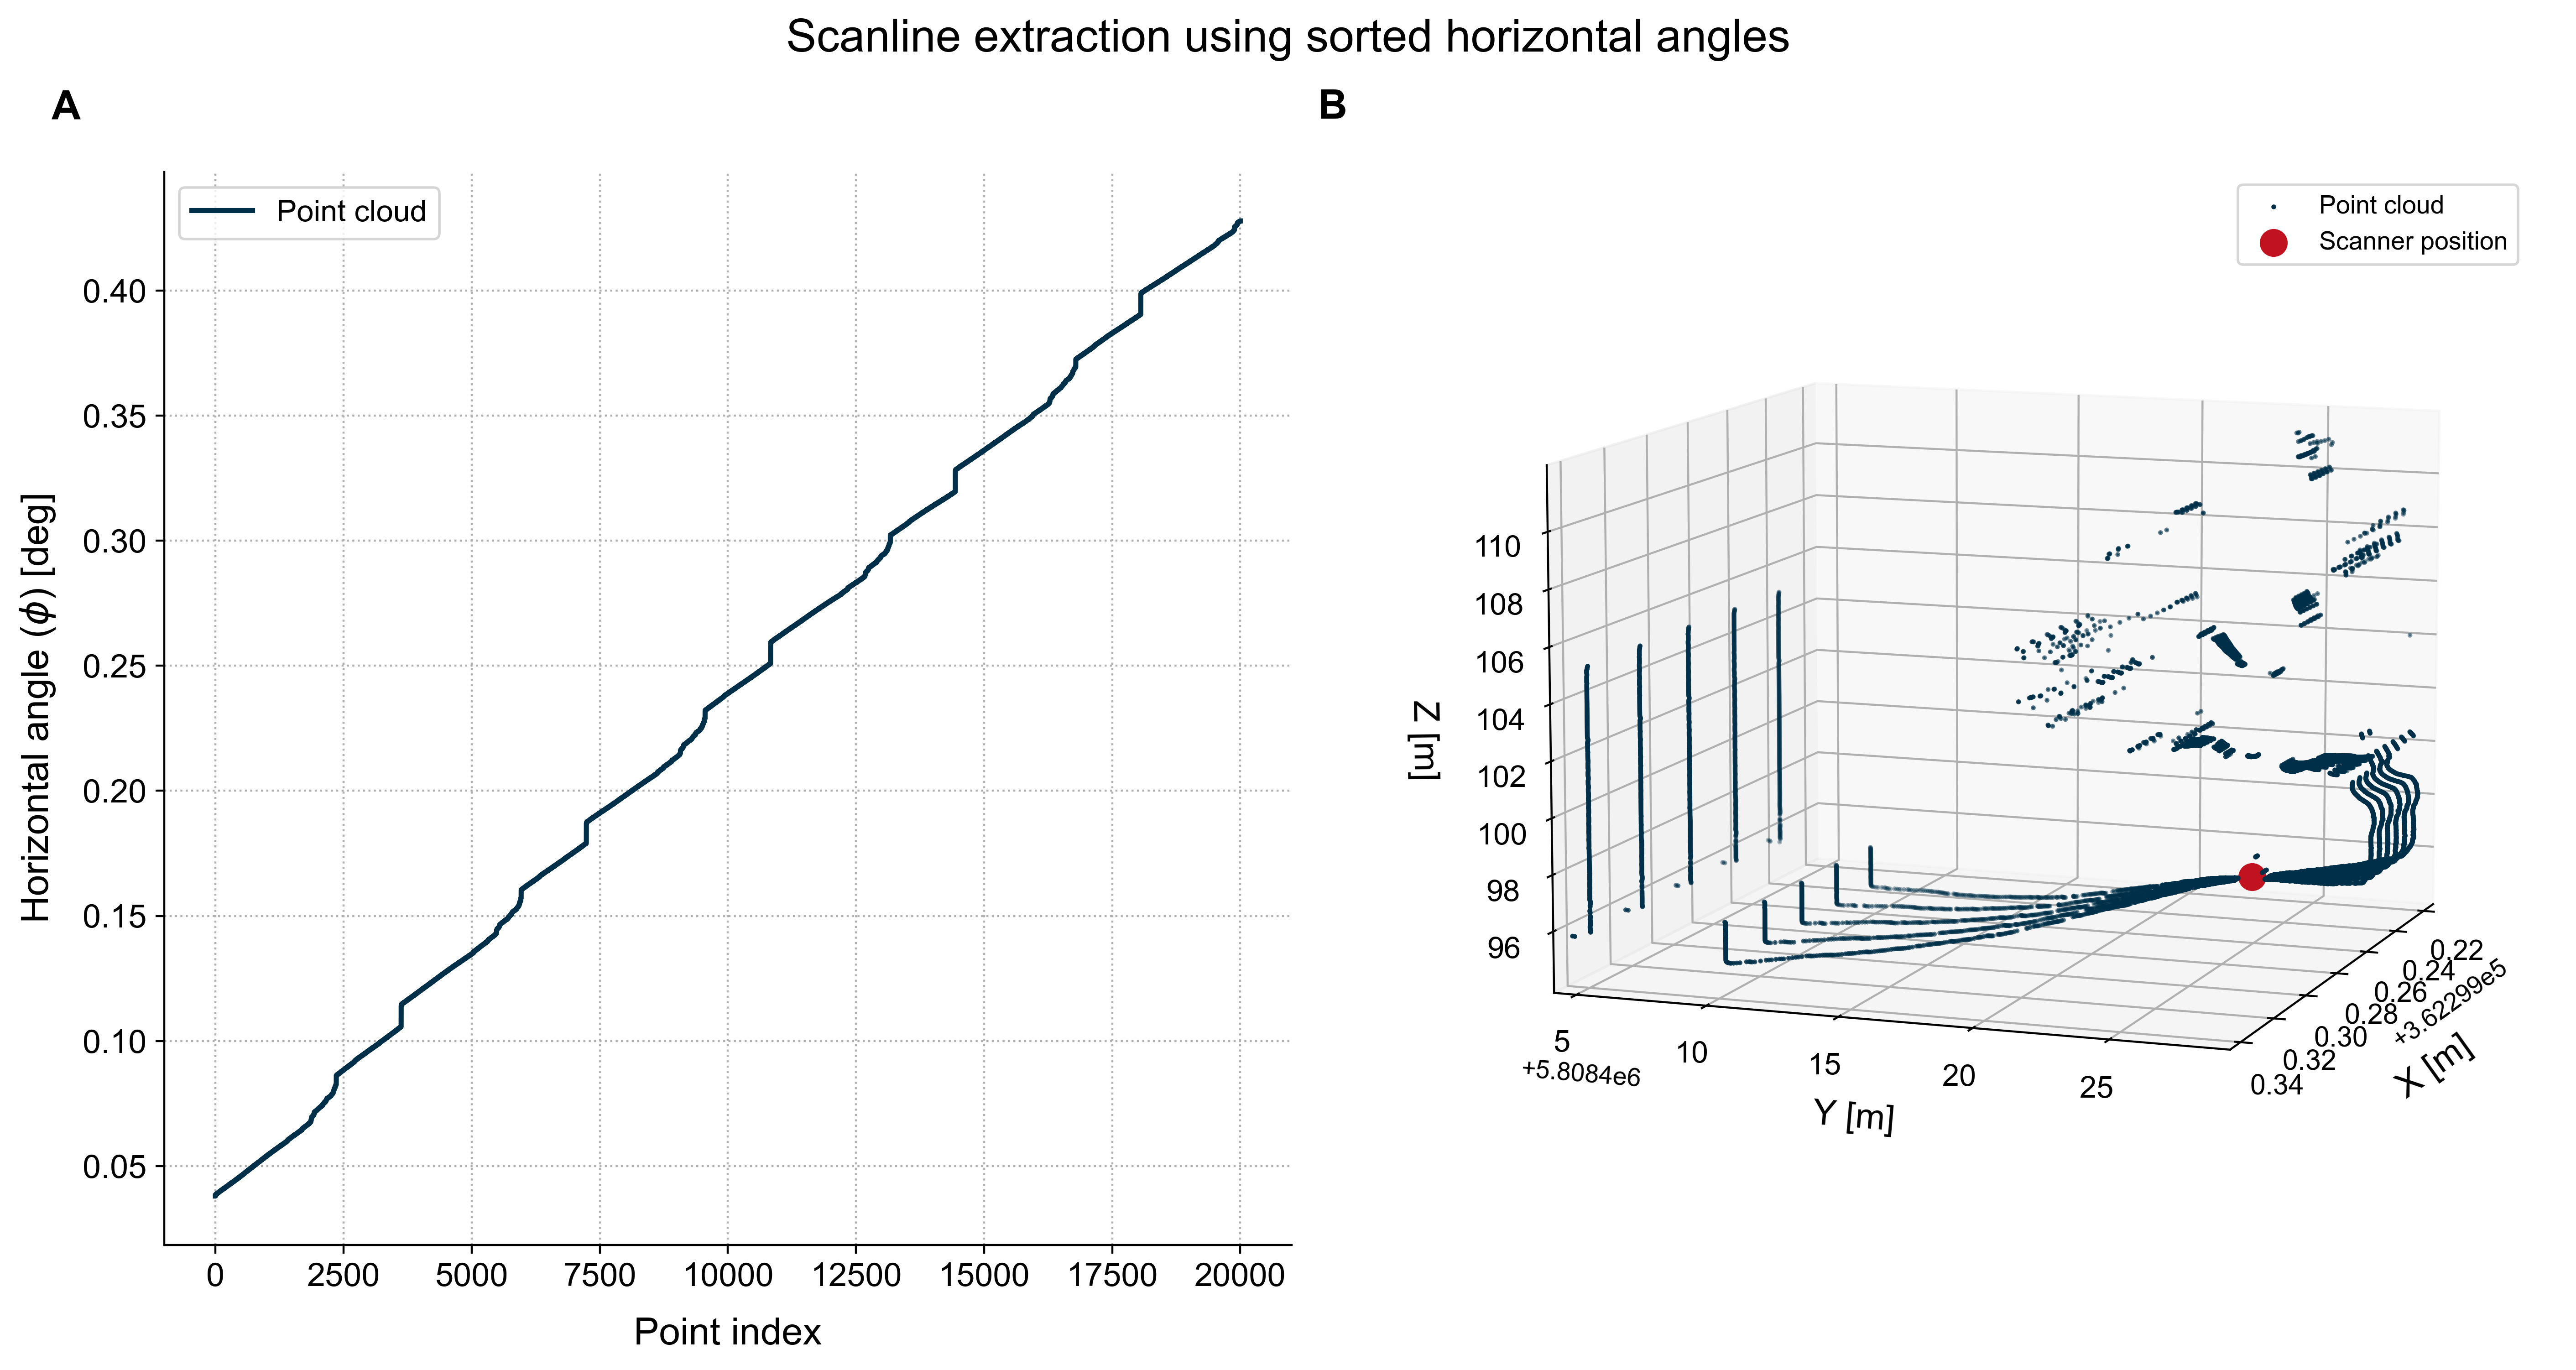 Scanline extraction using sorted horizontal angles
A
Point cloud
0.40
0.35
0.30
0.25
0.20
0.15
0.10
0.05
Horizontal angle (ϕ) [deg]
0
2500
5000
7500
10000
12500
15000
17500
20000
Point index
B
Point cloud
Scanner position
110
108
106
104
102
100
98
96
Z [m]
5
10
15
20
25
+5.8084e6
Y [m]
0.22
0.24
0.26
0.28
0.30
0.32
0.34
+3.62299e5
X [m]